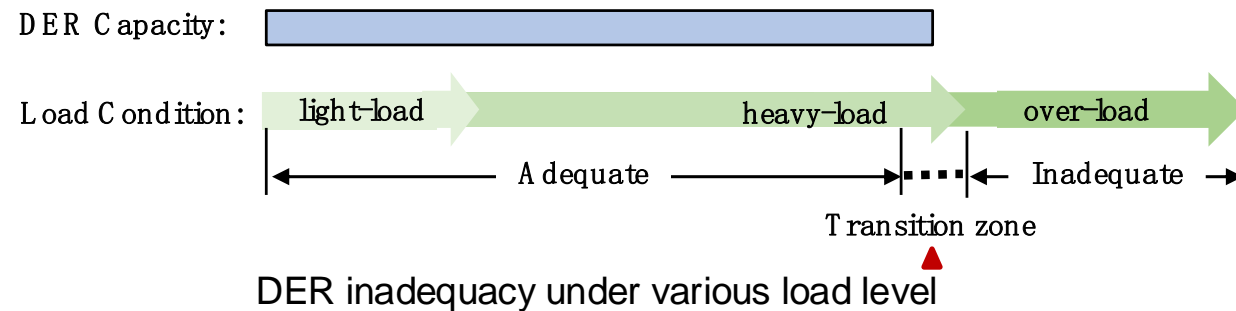 DER Capacity:
Load Condition: light-load heavy-load over-load
Adequate Inadequate
Transition zone
DER inadequacy under various load level